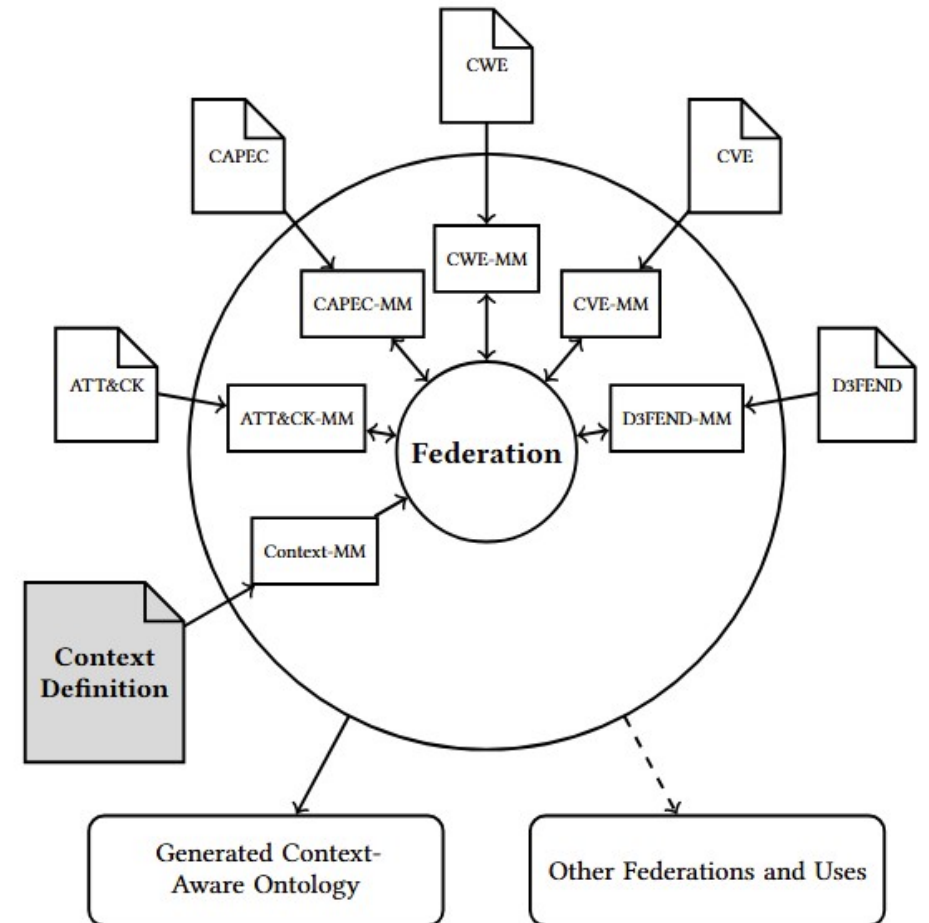 CWE
CAPEC
CVE
CWE-MM
CAPEC-MM
CVE-MM
ATT&CK
D3FEND
ATT&CK-MM
D3FEND-MM
Federation
Context-MM
Context
Definition
Generated Context-
Aware Ontology
Other Federations and Uses